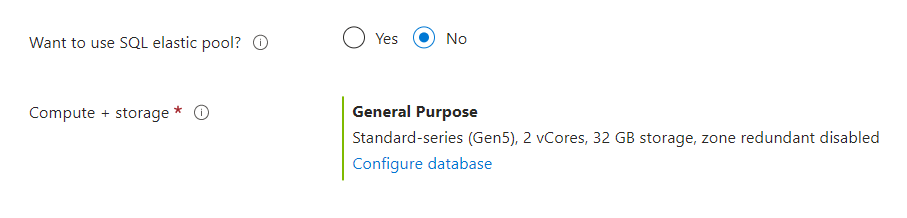 Want to use SQL elastic pool?
Yes
No
Compute + storage *
General Purpose
Standard-series (Gen5), 2 vCores, 32 GB storage, zone redundant disabled
Configure database